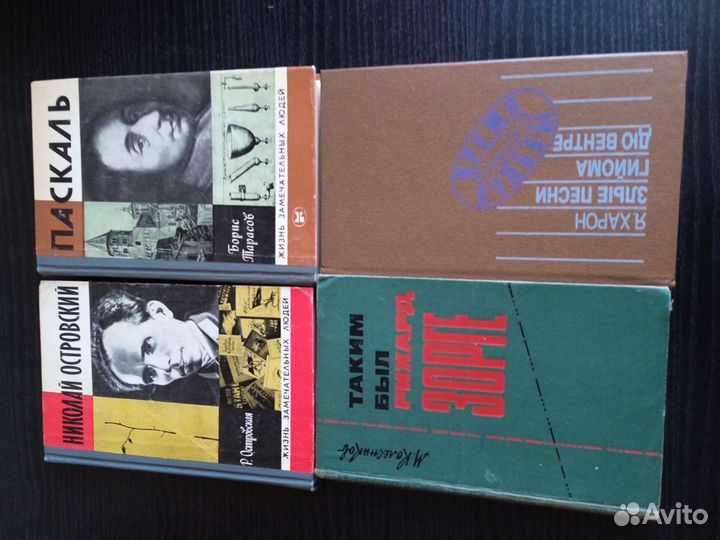 ПАСКАЛЬ
Борис
Тарасов
ЖИЗНЬ ЗАМЕЧАТЕЛЬНЫХ ЛЮДЕЙ
Я.ХАРОН
ЗЛЫЕ ПЕСНИ
ГИЙОМА
ДЮ ВЕНТРЕ
НИКОЛАЙ ОСТРОВСКИЙ
Р. Островская
ЖИЗНЬ ЗАМЕЧАТЕЛЬНЫХ ЛЮДЕЙ
ТАКИМ
БЫЛ
РИХАРД
ЗОРГЕ
М. Колесников
Avito